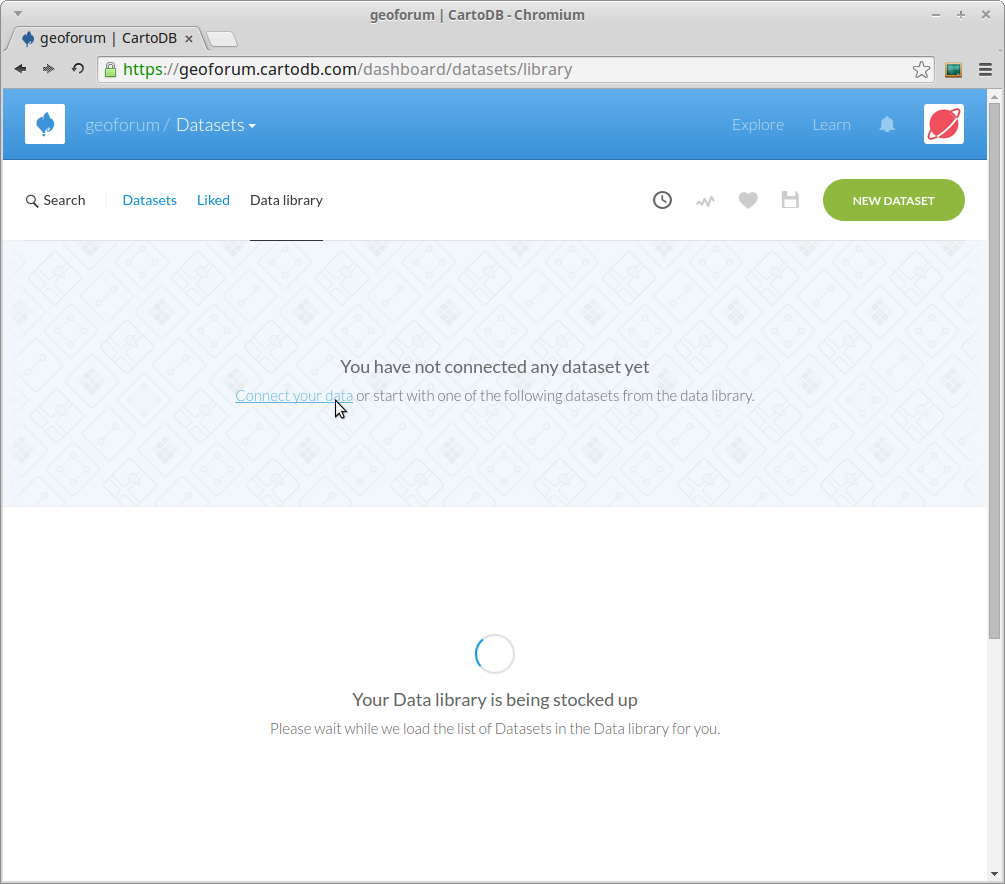 geoforum | CartoDB - Chromium
geoforum | CartoDB ×
https://geoforum.cartodb.com/dashboard/datasets/library
geoforum / Datasets Explore Learn
Search Datasets Liked Data library NEW DATASET
You have not connected any dataset yet
Connect your data or start with one of the following datasets from the data library.
Your Data library is being stocked up
Please wait while we load the list of Datasets in the Data library for you.